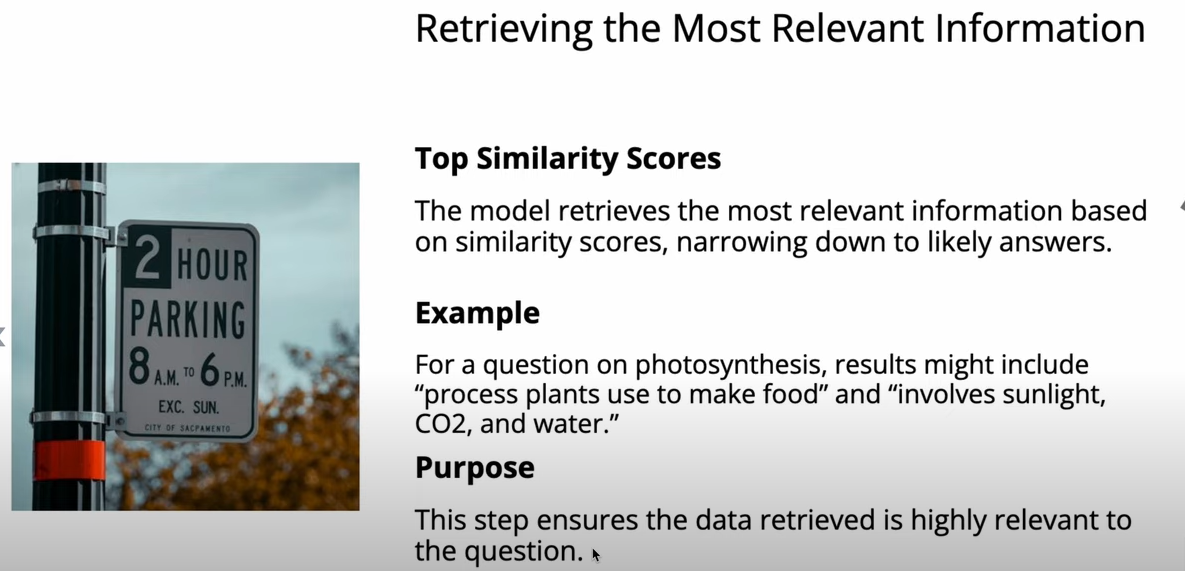 Retrieving the Most Relevant Information
2 HOUR
PARKING
8 A.M. TO 6 P.M.
EXC. SUN.
CITY OF SACRAMENTO
Top Similarity Scores
The model retrieves the most relevant information based
on similarity scores, narrowing down to likely answers.
Example
For a question on photosynthesis, results might include
“process plants use to make food” and “involves sunlight,
CO2, and water.”
Purpose
This step ensures the data retrieved is highly relevant to
the question.